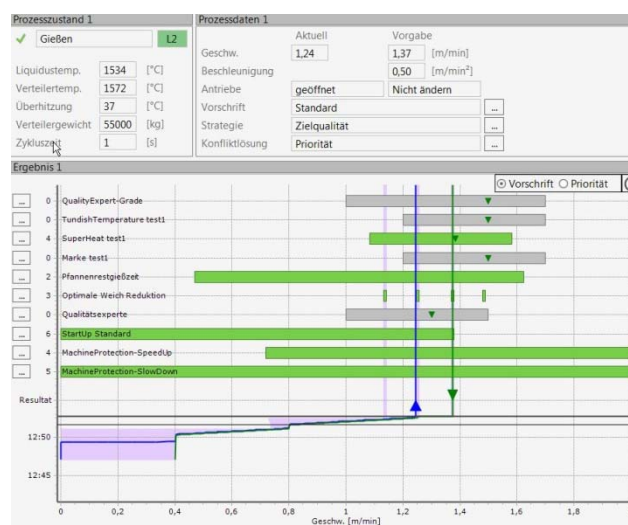 Prozesszustand 1
Gießen L2
Liquidustemp. 1534 [°C]
Verteilertemp. 1572 [°C]
Überhitzung 37 [°C]
Verteilergewicht 55000 [kg]
Zykluszeit 1 [s]
Prozessdaten 1
Aktuell Vorgabe
Geschw. 1,24 1,37 [m/min]
Beschleunigung 0,50 [m/min²]
Antriebe geöffnet Nicht ändern
Vorschrift Standard ...
Strategie Zielqualität ...
Konfliktlösung Priorität ...
Ergebnis 1
Vorschrift Priorität
... 0 QualityExpert-Grade
... 0 TundishTemperature test1
... 4 SuperHeat test1
... 0 Marke test1
... 2 Pfannenrestgießzeit
... 3 Optimale Weich Reduktion
... 0 Qualitätsexperte
... 6 StartUp Standard
... 4 MachineProtection-SpeedUp
... 5 MachineProtection-SlowDown
Resultat
12:50
12:45
0 0,2 0,4 0,6 0,8 1 1,2 1,4 1,6 1,8
Geschw. [m/min]